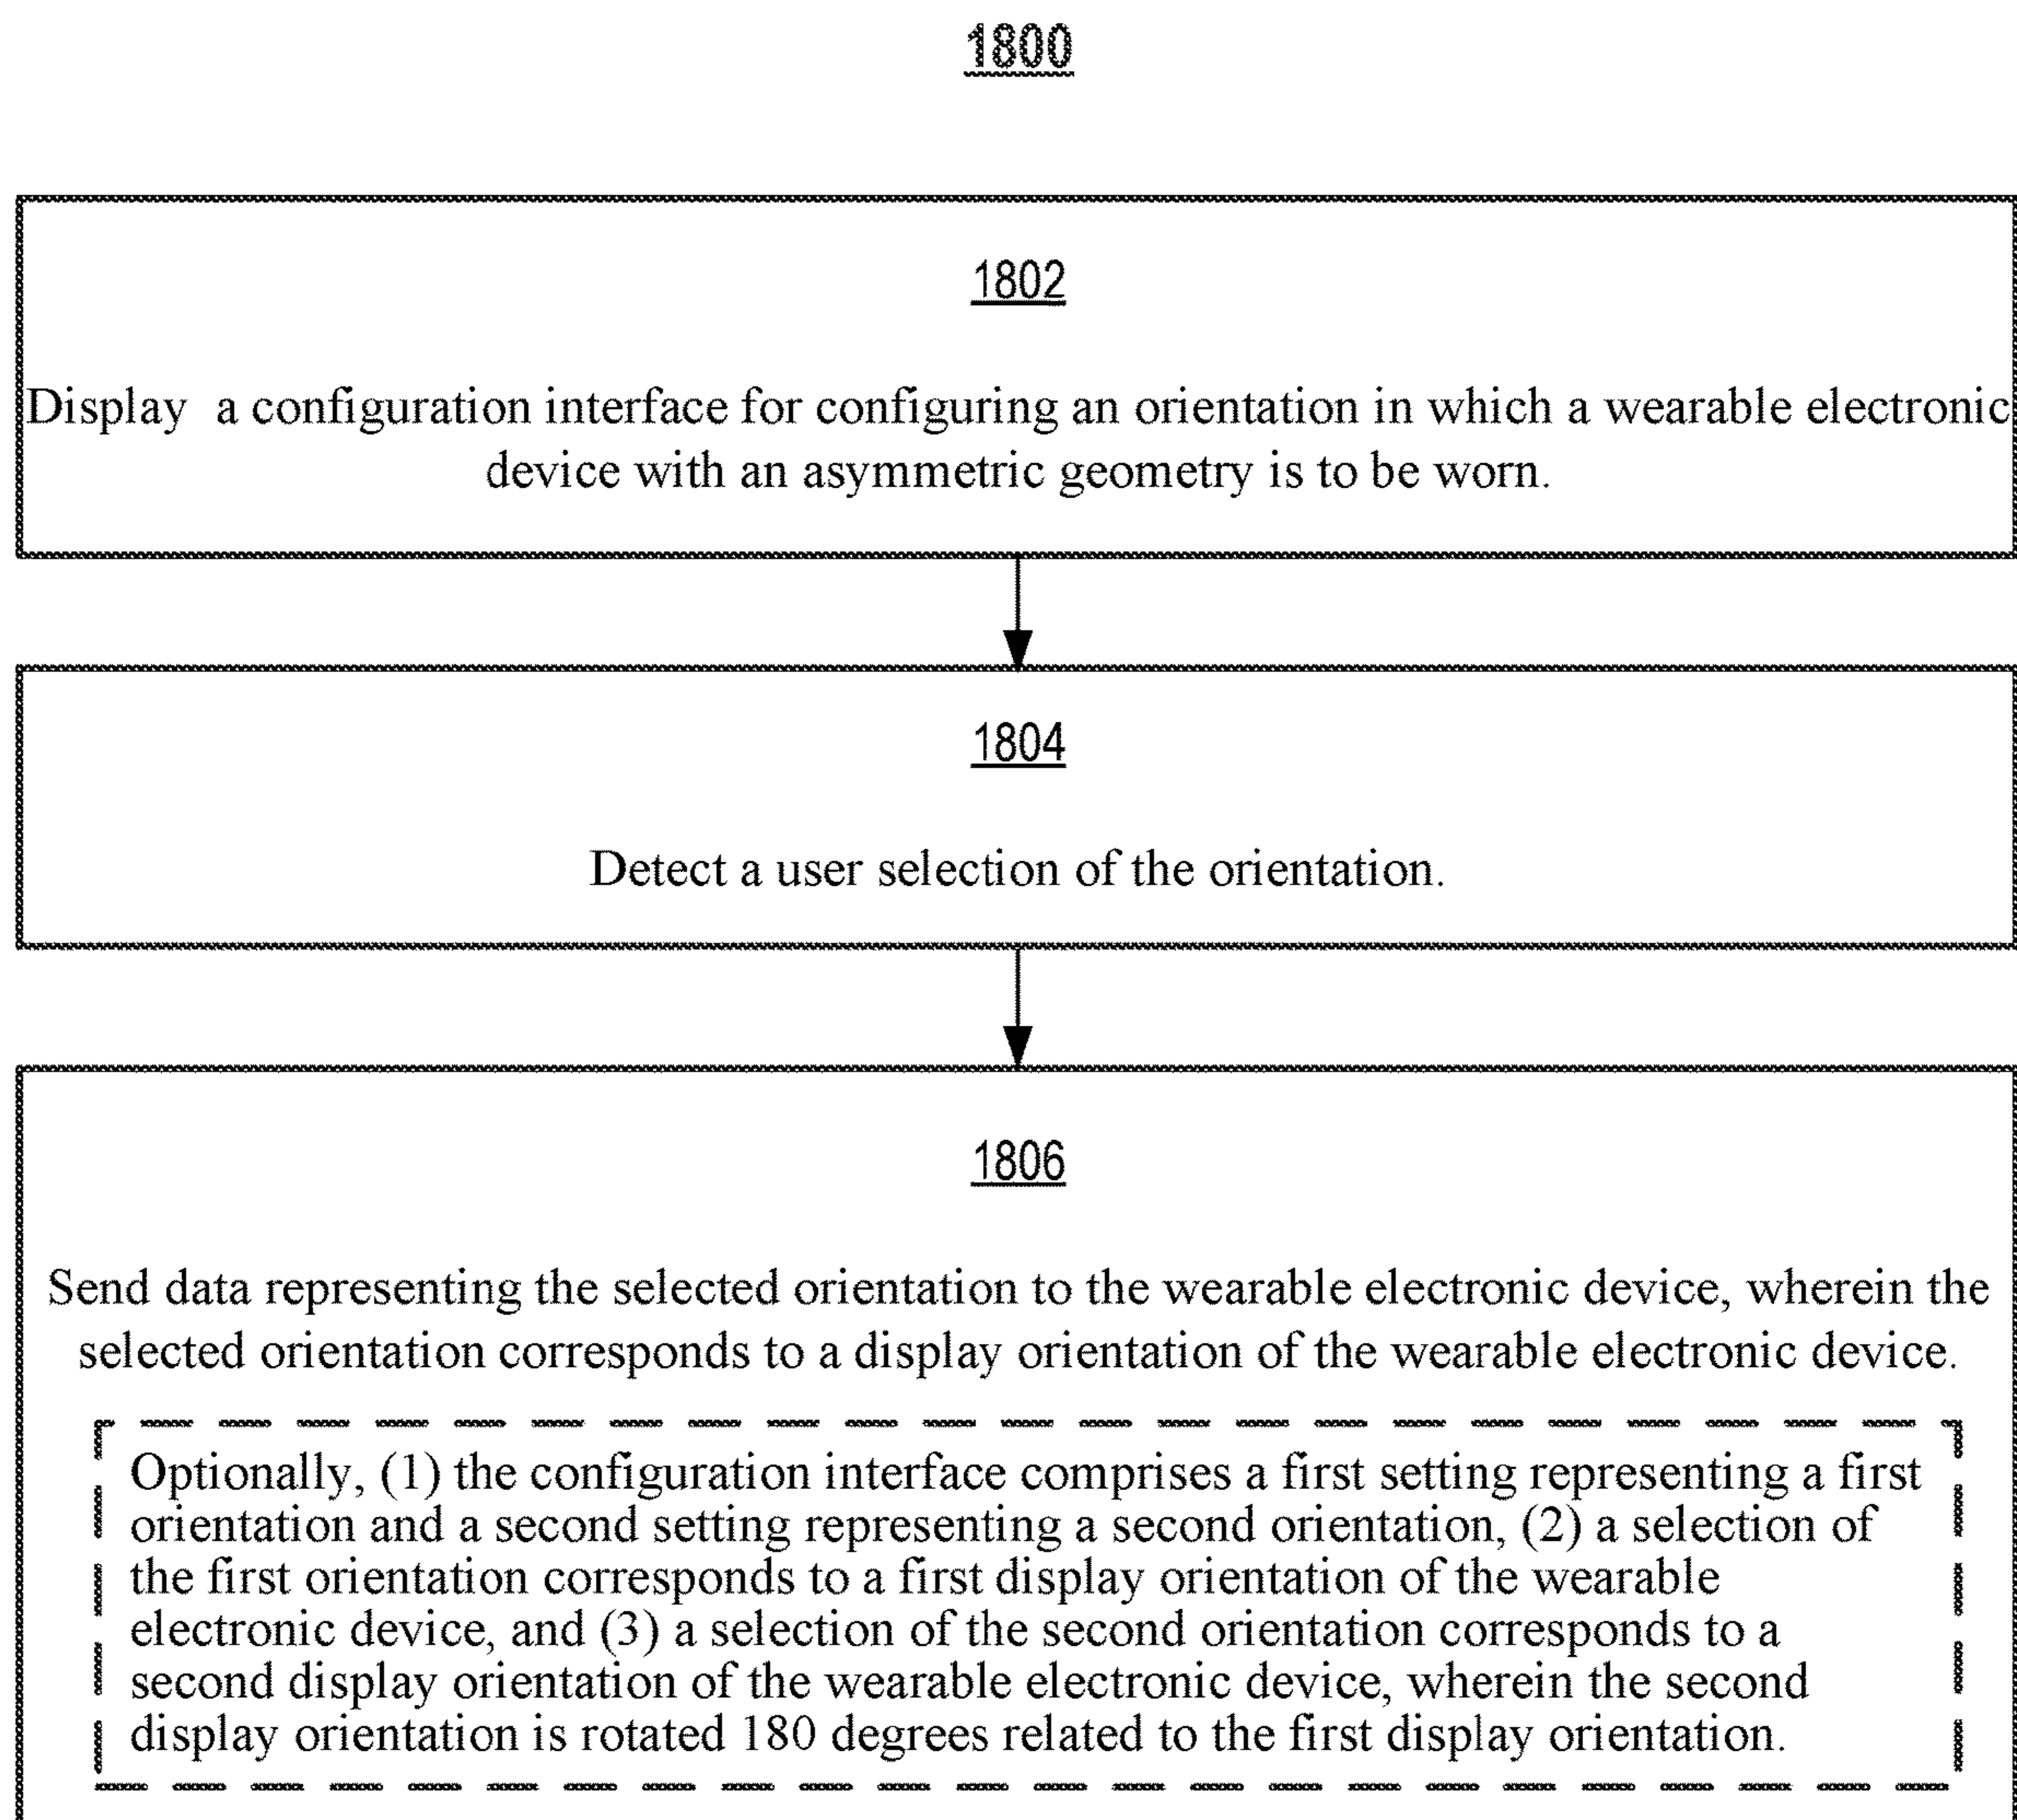 1800
1802
Display a configuration interface for configuring an orientation in which a wearable electronic
device with an asymmetric geometry is to be worn.
1804
Detect a user selection of the orientation.
1806
Send data representing the selected orientation to the wearable electronic device, wherein the
selected orientation corresponds to a display orientation of the wearable electronic device.
Optionally, (1) the configuration interface comprises a first setting representing a first
orientation and a second setting representing a second orientation, (2) a selection of
the first orientation corresponds to a first display orientation of the wearable
electronic device, and (3) a selection of the second orientation corresponds to a
second display orientation of the wearable electronic device, wherein the second
display orientation is rotated 180 degrees related to the first display orientation.